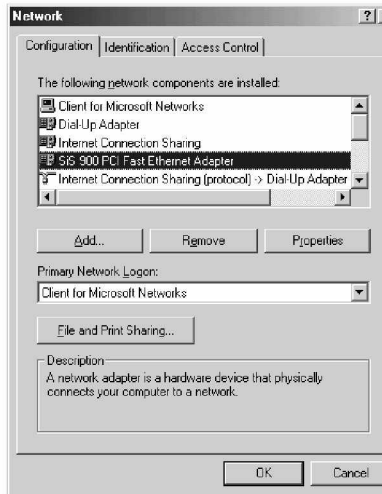 Network
Configuration Identification Access Control
The following network components are installed:
Client for Microsoft Networks
Dial-Up Adapter
Internet Connection Sharing
SiS 900 PCI Fast Ethernet Adapter
Internet Connection Sharing (protocol) -> Dial-Up Adapter
Add... Remove Properties
Primary Network Logon:
Client for Microsoft Networks
File and Print Sharing...
Description
A network adapter is a hardware device that physically
connects your computer to a network.
OK Cancel